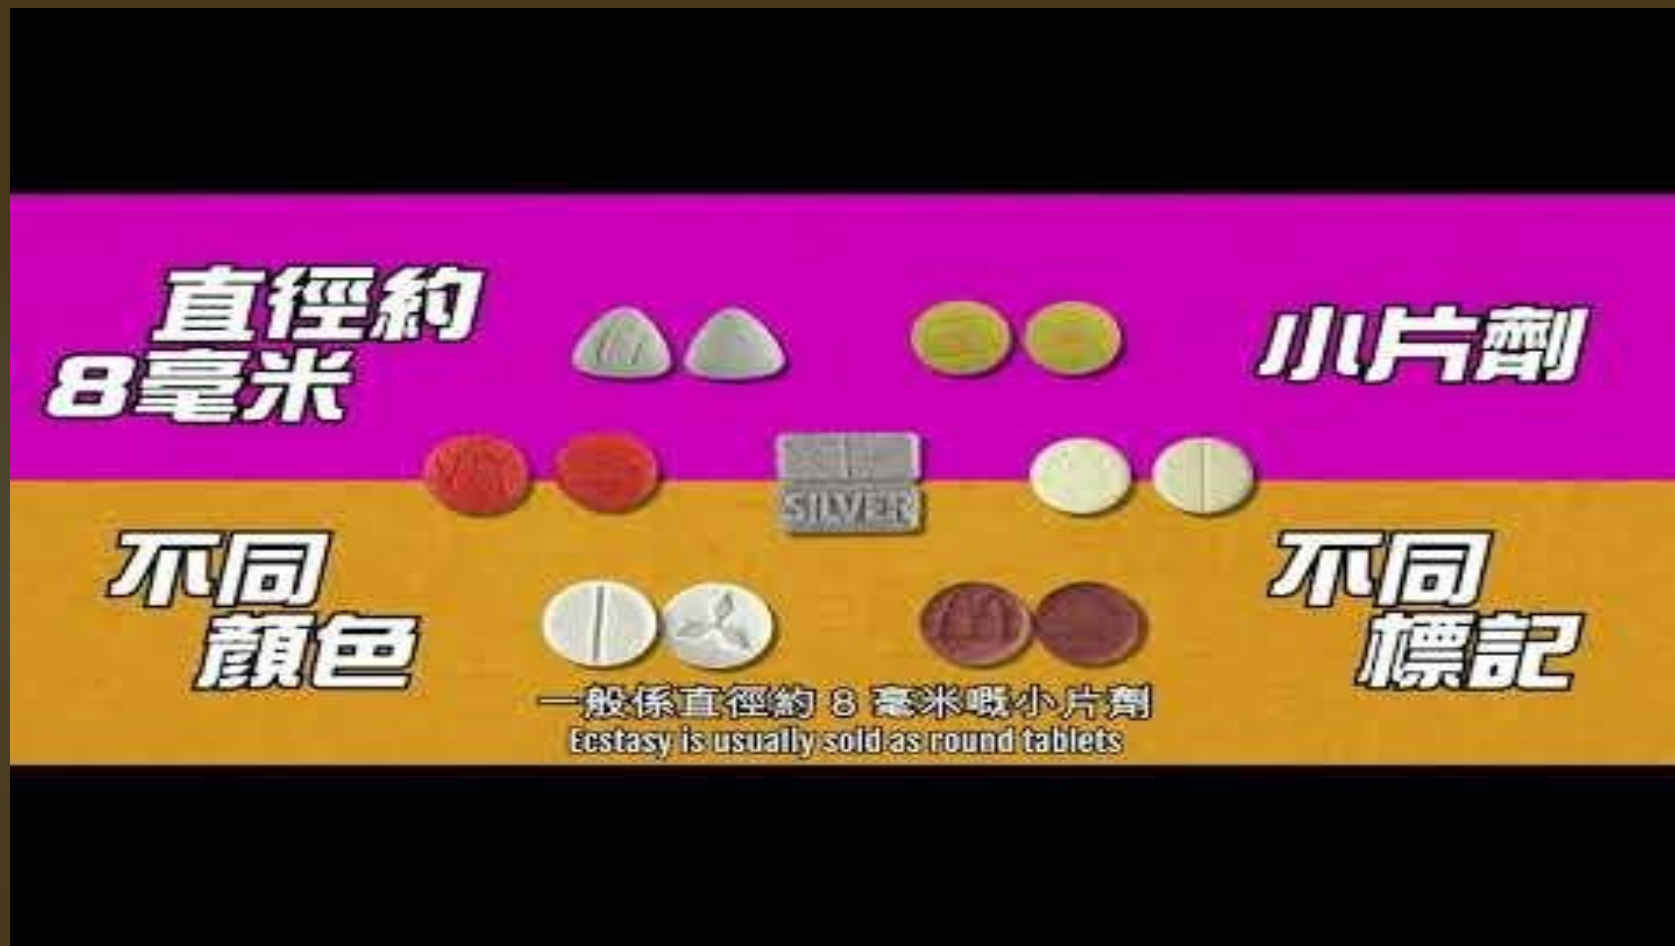 直徑約
8毫米
小片劑
SILVER
不同
顏色
不同
標記
一般係直徑約 8 毫米嘅小片劑
Ecstasy is usually sold as round tablets